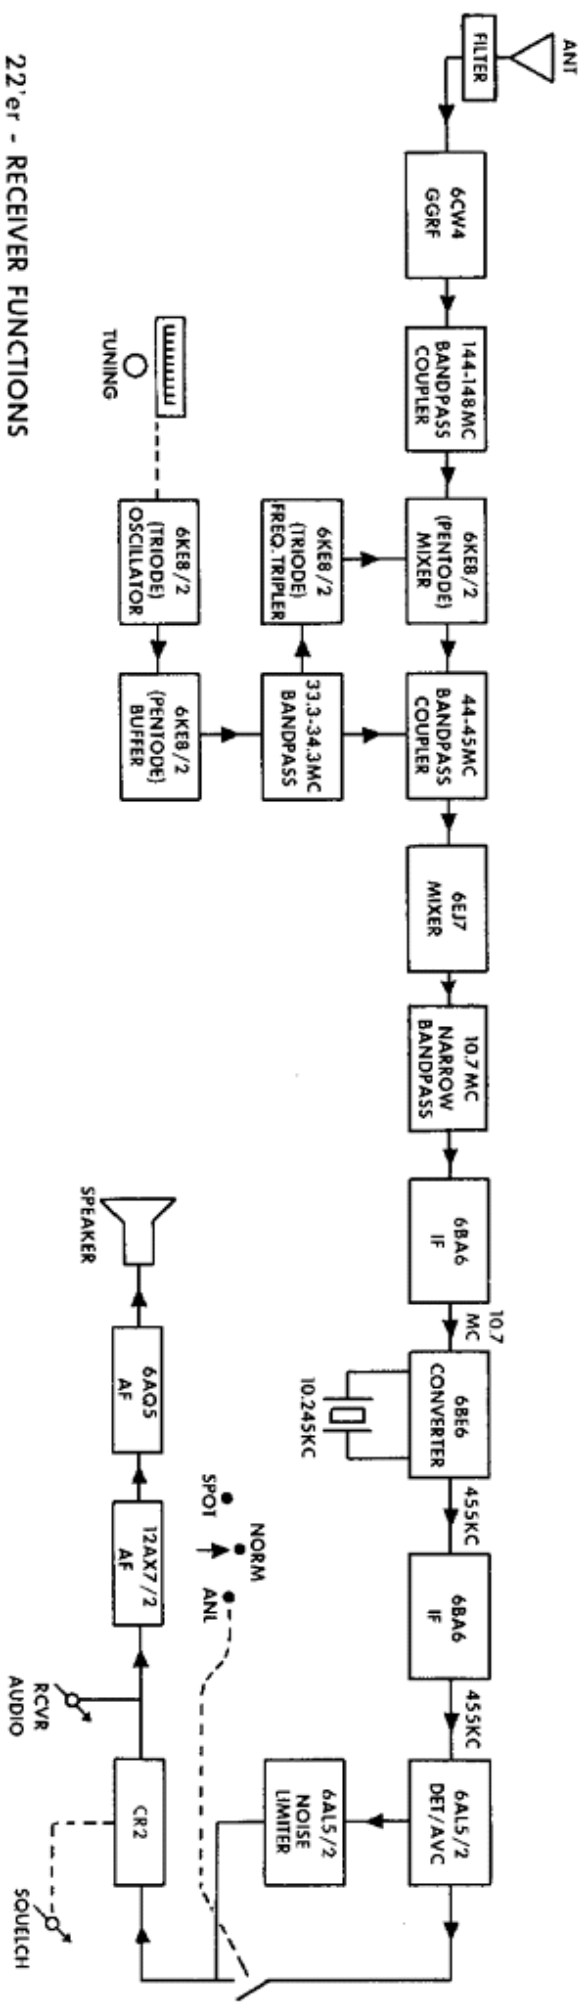 ANT
FILTER
6CW4
GGRF
144-148MC
BANDPASS
COUPLER
6KE8/2
(PENTODE)
MIXER
44-45MC
BANDPASS
COUPLER
6EJ7
MIXER
10.7 MC
NARROW
BANDPASS
6BA6
IF
10.7
MC
6BE6
CONVERTER
455KC
6BA6
IF
455KC
6AL5/2
DET/AVC
6KE8/2
(TRIODE)
FREQ. TRIPLER
33.3-34.3MC
BANDPASS
10.245KC
6AL5/2
NOISE
LIMITER
TUNING
6KE8/2
(TRIODE)
OSCILLATOR
6KE8/2
(PENTODE)
BUFFER
SPOT
NORM
ANL
SPEAKER
6AQ5
AF
12AX7/2
AF
RCVR
AUDIO
CR2
SQUELCH
22'er - RECEIVER FUNCTIONS